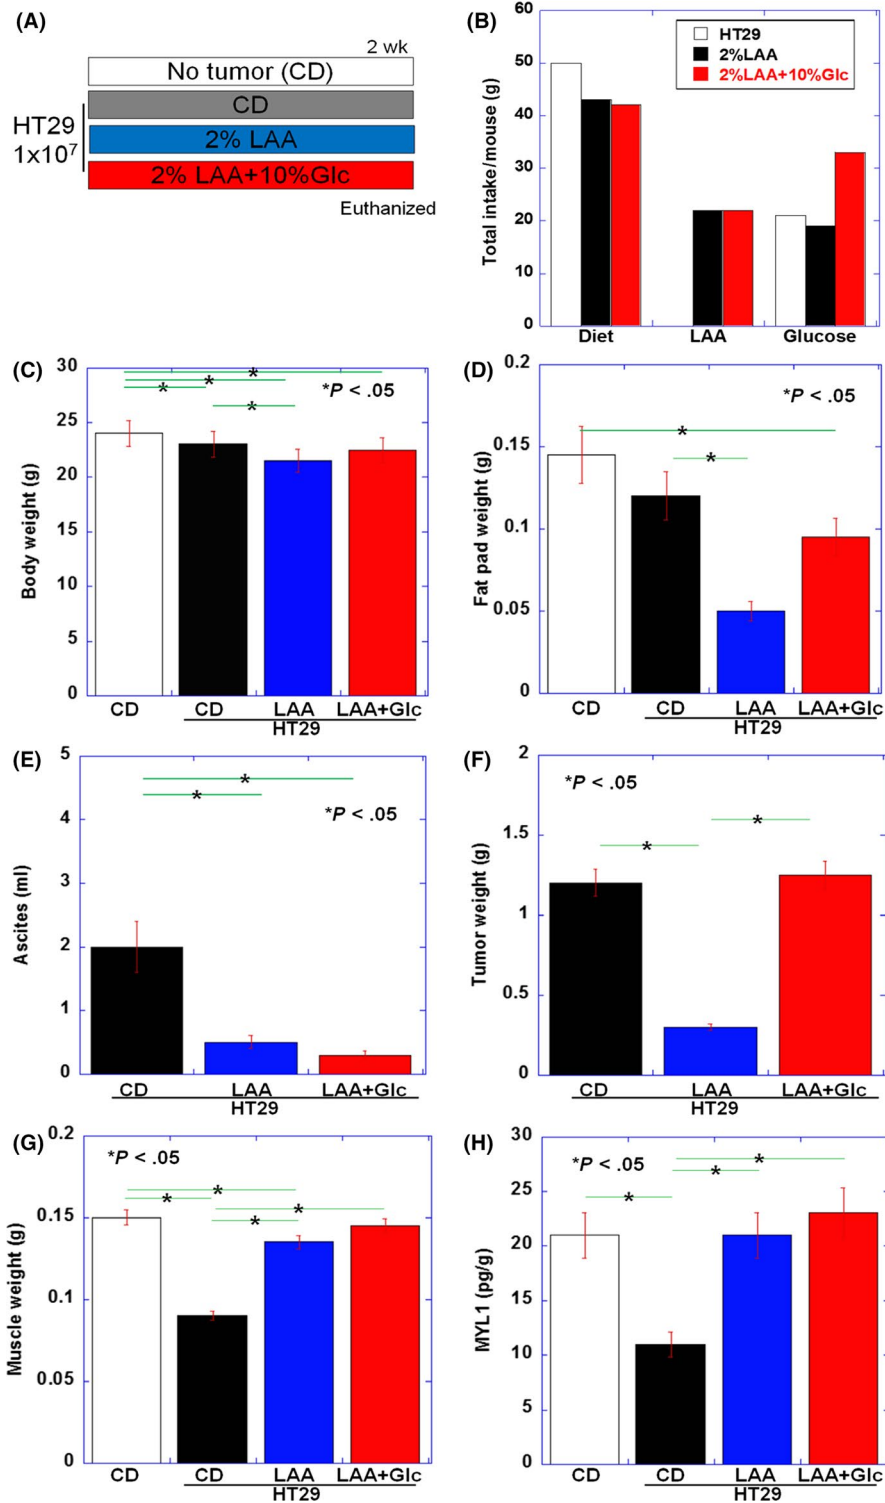 (A)
2 wk
No tumor (CD)
CD
HT29
1x10⁷
2% LAA
2% LAA+10%Glc
Euthanized
(B)
Total intake/mouse (g)
60
50
40
30
20
10
0
HT29
2%LAA
2%LAA+10%Glc
Diet LAA Glucose
(C)
Body weight (g)
30
25
20
15
10
5
0
*P < .05
* * * *
CD CD LAA LAA+Glc
HT29
(D)
Fat pad weight (g)
0.2
0.15
0.1
0.05
0
*P < .05
* *
CD CD LAA LAA+Glc
HT29
(E)
Ascites (ml)
5
4
3
2
1
0
*P < .05
* *
CD LAA LAA+Glc
HT29
(F)
Tumor weight (g)
2
1.5
1
0.5
0
*P < .05
* *
CD LAA LAA+Glc
HT29
(G)
Muscle weight (g)
0.2
0.15
0.1
0.05
0
*P < .05
* * * *
CD CD LAA LAA+Glc
HT29
(H)
MYL1 (pg/g)
30
25
20
15
10
5
0
*P < .05
* * *
CD CD LAA LAA+Glc
HT29